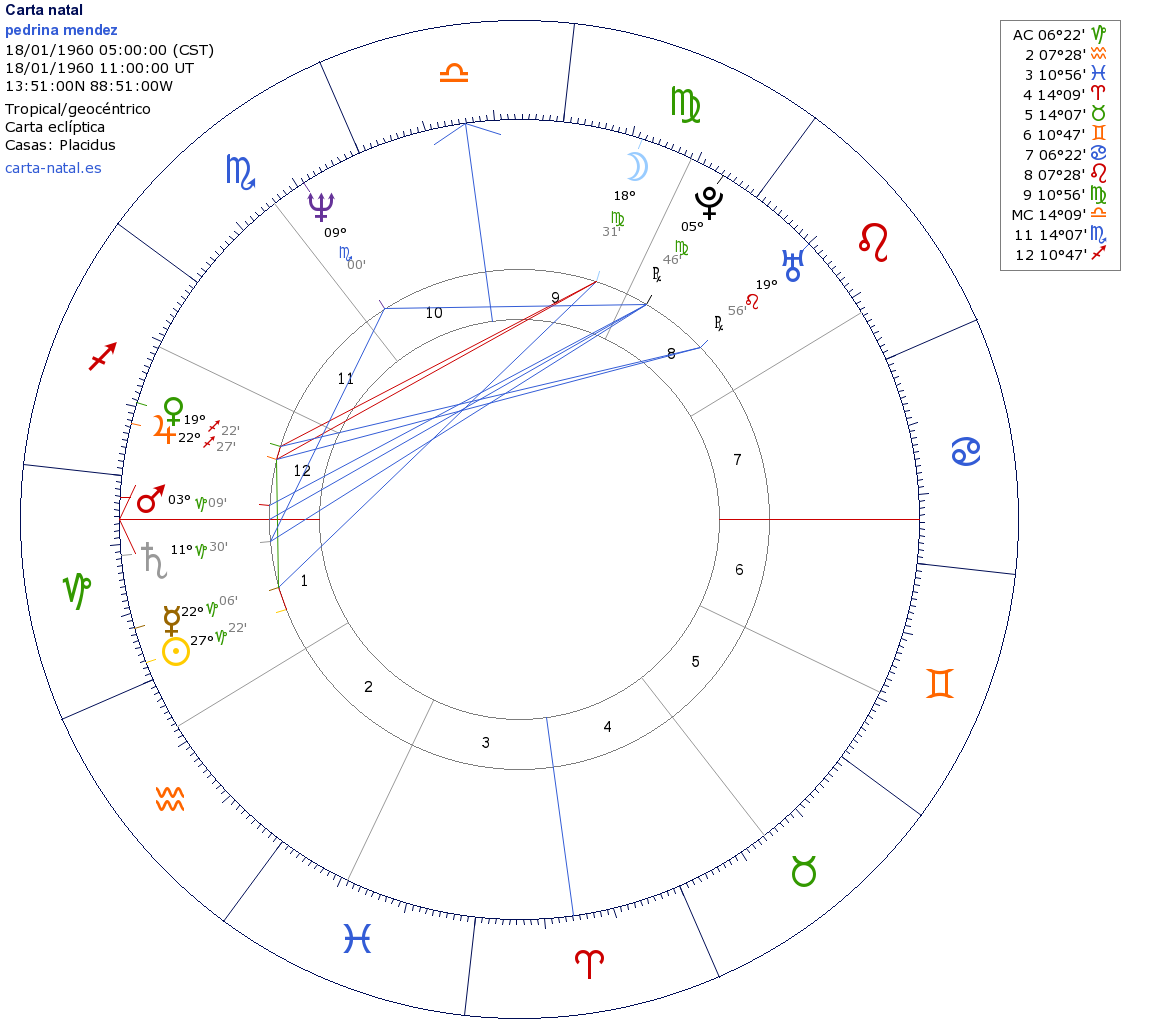 Carta natal
pedrina mendez
18/01/1960 05:00:00 (CST)
18/01/1960 11:00:00 UT
13:51:00N 88:51:00W
Tropical/geocéntrico
Carta eclíptica
Casas: Placidus
carta-natal.es
AC 06°22' ♑
2 07°28' ♒
3 10°56' ♓
4 14°09' ♈
5 14°07' ♉
6 10°47' ♊
7 06°22' ♋
8 07°28' ♌
9 10°56' ♍
MC 14°09' ♎
11 14°07' ♏
12 10°47' ♐
♎
♍
♏
♌
♐
♋
♑
♊
♒
♉
♓
♈
☽ 18° ♍ 31'
♇ 05° ♍ 46' ℞
♅ 19° ♌ 56' ℞
♆ 09° ♏ 00'
♀ 19° ♐ 22'
♃ 22° ♐ 27'
♂ 03° ♑ 09'
♄ 11° ♑ 30'
☿ 22° ♑ 06'
☉ 27° ♑ 22'
9
10
8
11
12
7
1
6
5
2
4
3